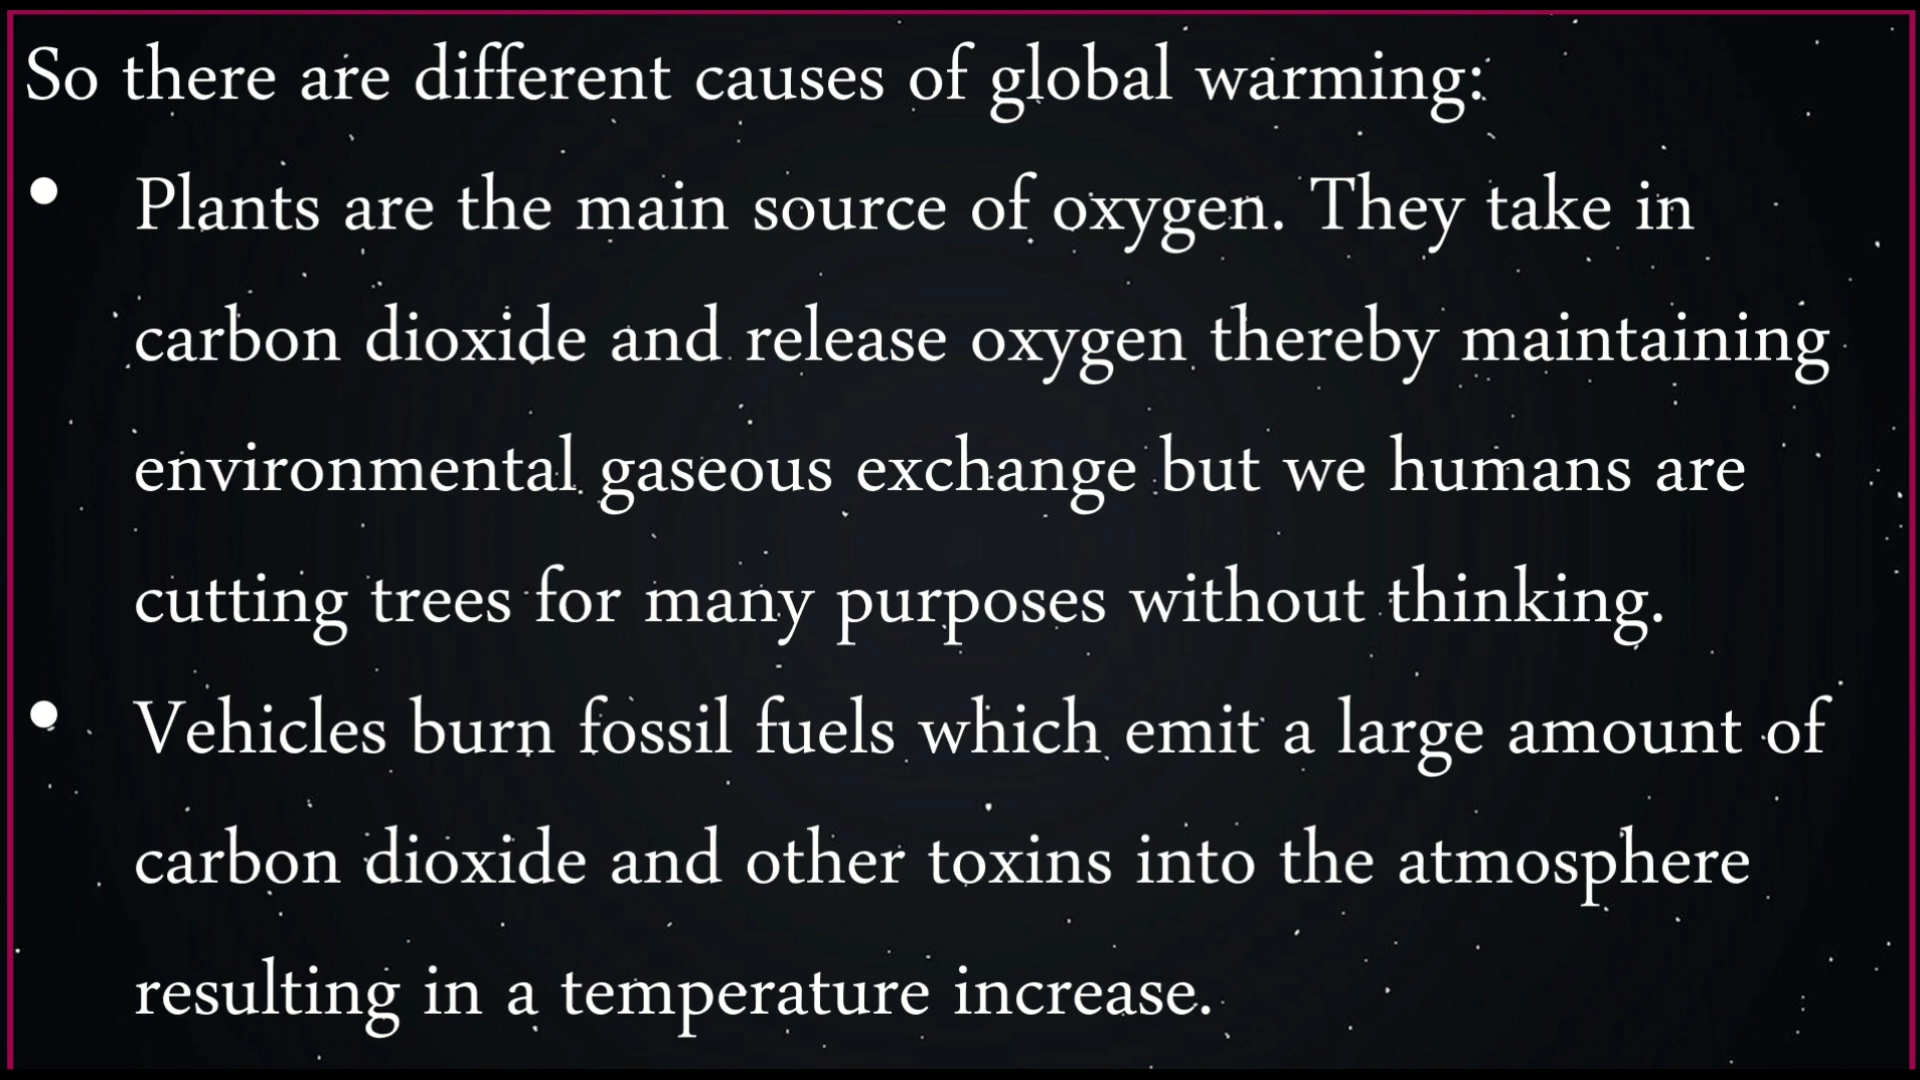 So there are different causes of global warming:
• Plants are the main source of oxygen. They take in
carbon dioxide and release oxygen thereby maintaining
environmental gaseous exchange but we humans are
cutting trees for many purposes without thinking.
• Vehicles burn fossil fuels which emit a large amount of
carbon dioxide and other toxins into the atmosphere
resulting in a temperature increase.